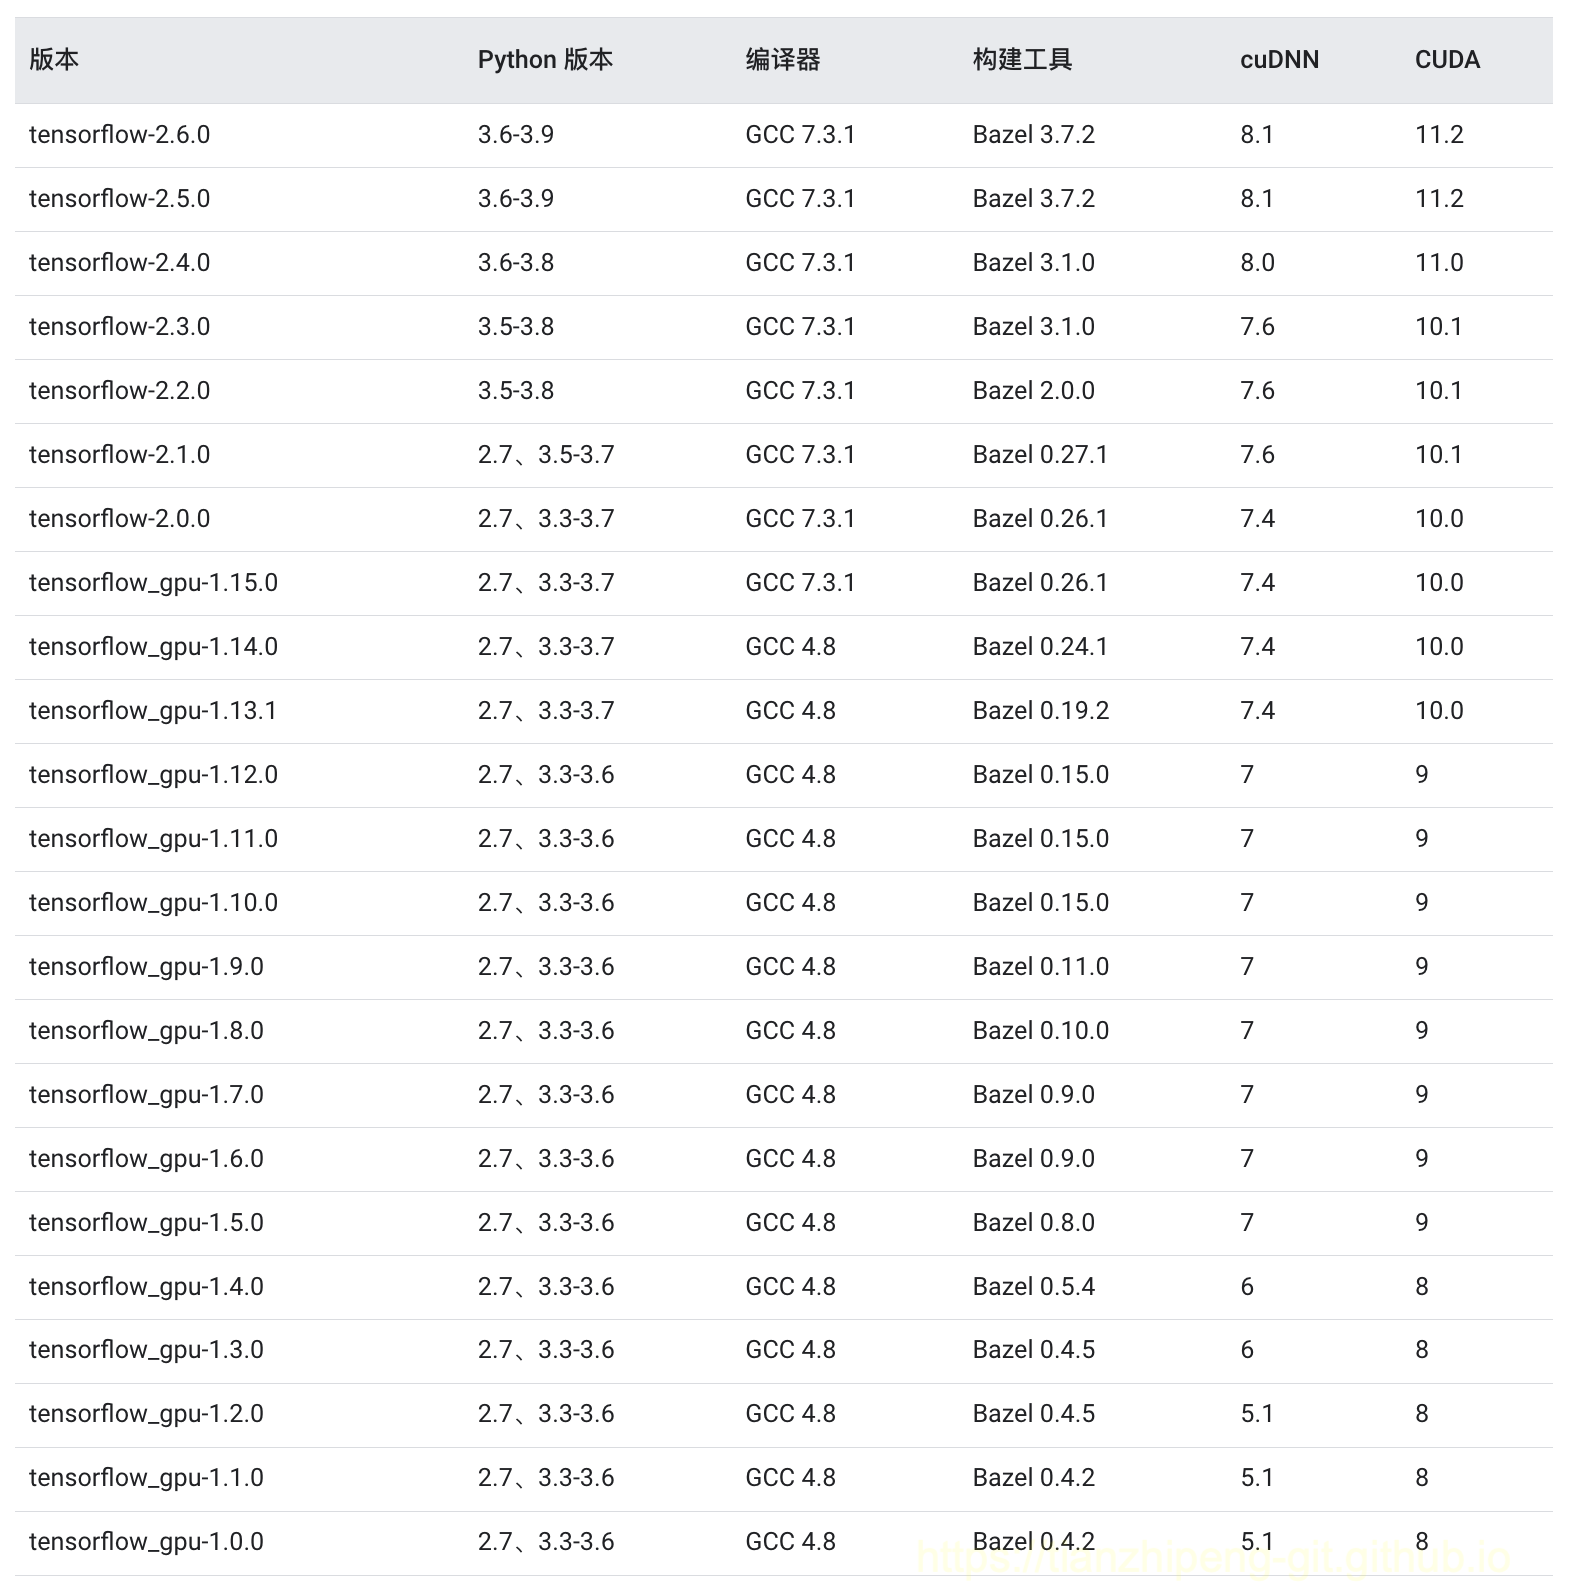 版本 Python 版本 编译器 构建工具 cuDNN CUDA
tensorflow-2.6.0 3.6-3.9 GCC 7.3.1 Bazel 3.7.2 8.1 11.2
tensorflow-2.5.0 3.6-3.9 GCC 7.3.1 Bazel 3.7.2 8.1 11.2
tensorflow-2.4.0 3.6-3.8 GCC 7.3.1 Bazel 3.1.0 8.0 11.0
tensorflow-2.3.0 3.5-3.8 GCC 7.3.1 Bazel 3.1.0 7.6 10.1
tensorflow-2.2.0 3.5-3.8 GCC 7.3.1 Bazel 2.0.0 7.6 10.1
tensorflow-2.1.0 2.7、3.5-3.7 GCC 7.3.1 Bazel 0.27.1 7.6 10.1
tensorflow-2.0.0 2.7、3.3-3.7 GCC 7.3.1 Bazel 0.26.1 7.4 10.0
tensorflow_gpu-1.15.0 2.7、3.3-3.7 GCC 7.3.1 Bazel 0.26.1 7.4 10.0
tensorflow_gpu-1.14.0 2.7、3.3-3.7 GCC 4.8 Bazel 0.24.1 7.4 10.0
tensorflow_gpu-1.13.1 2.7、3.3-3.7 GCC 4.8 Bazel 0.19.2 7.4 10.0
tensorflow_gpu-1.12.0 2.7、3.3-3.6 GCC 4.8 Bazel 0.15.0 7 9
tensorflow_gpu-1.11.0 2.7、3.3-3.6 GCC 4.8 Bazel 0.15.0 7 9
tensorflow_gpu-1.10.0 2.7、3.3-3.6 GCC 4.8 Bazel 0.15.0 7 9
tensorflow_gpu-1.9.0 2.7、3.3-3.6 GCC 4.8 Bazel 0.11.0 7 9
tensorflow_gpu-1.8.0 2.7、3.3-3.6 GCC 4.8 Bazel 0.10.0 7 9
tensorflow_gpu-1.7.0 2.7、3.3-3.6 GCC 4.8 Bazel 0.9.0 7 9
tensorflow_gpu-1.6.0 2.7、3.3-3.6 GCC 4.8 Bazel 0.9.0 7 9
tensorflow_gpu-1.5.0 2.7、3.3-3.6 GCC 4.8 Bazel 0.8.0 7 9
tensorflow_gpu-1.4.0 2.7、3.3-3.6 GCC 4.8 Bazel 0.5.4 6 8
tensorflow_gpu-1.3.0 2.7、3.3-3.6 GCC 4.8 Bazel 0.4.5 6 8
tensorflow_gpu-1.2.0 2.7、3.3-3.6 GCC 4.8 Bazel 0.4.5 5.1 8
tensorflow_gpu-1.1.0 2.7、3.3-3.6 GCC 4.8 Bazel 0.4.2 5.1 8
tensorflow_gpu-1.0.0 2.7、3.3-3.6 GCC 4.8 Bazel 0.4.2 5.1 8
https://tianzhipeng-git.github.io